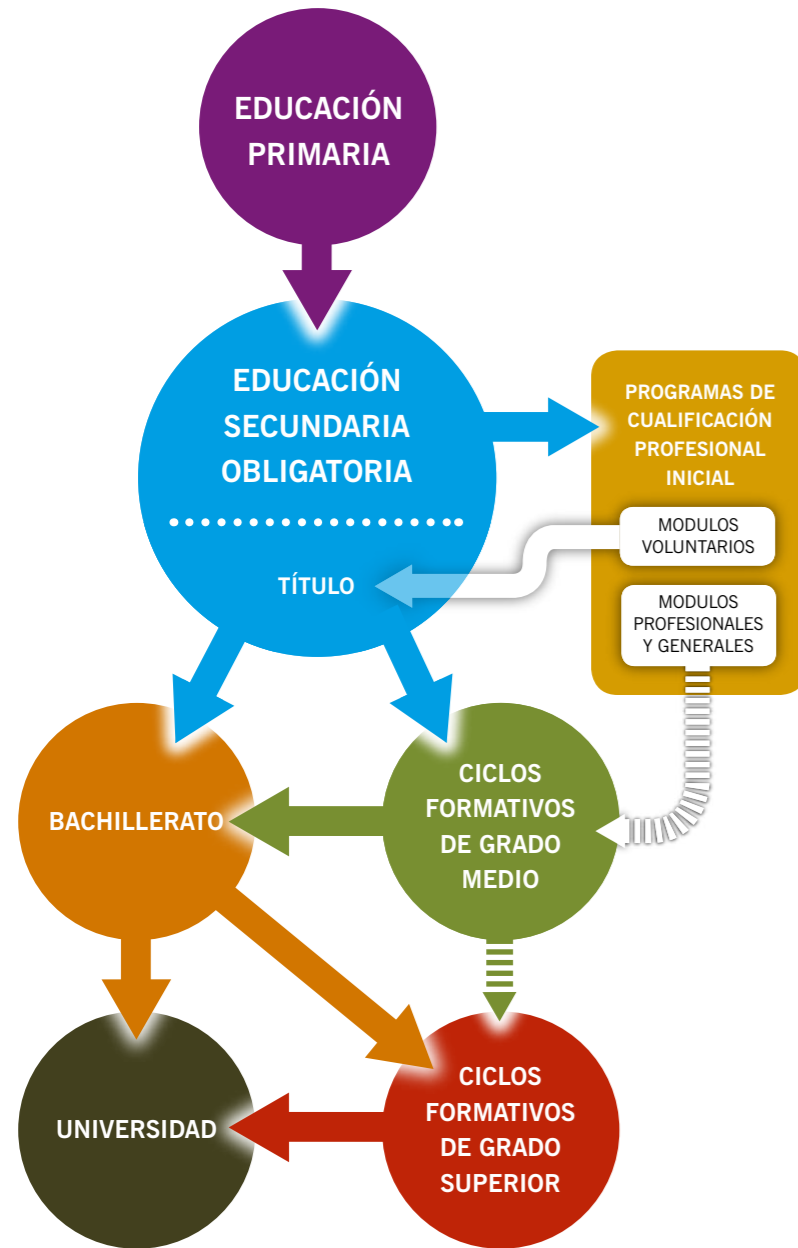 EDUCACIÓN
PRIMARIA
EDUCACIÓN
SECUNDARIA
OBLIGATORIA
TÍTULO
PROGRAMAS DE
CUALIFICACIÓN
PROFESIONAL
INICIAL
MODULOS
VOLUNTARIOS
MODULOS
PROFESIONALES
Y GENERALES
BACHILLERATO
CICLOS
FORMATIVOS
DE GRADO
MEDIO
UNIVERSIDAD
CICLOS
FORMATIVOS
DE GRADO
SUPERIOR